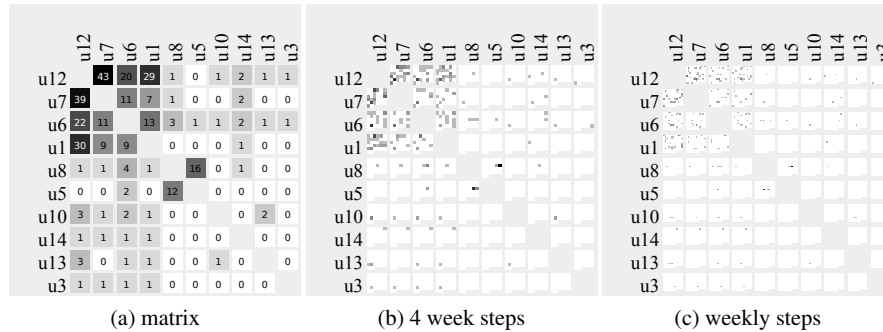 u12 u7 u6 u1 u8 u5 u10 u14 u13 u3
u12 43 20 29 1 0 1 2 1 1
u7 39 11 7 1 0 0 2 0 0
u6 22 11 13 3 1 1 2 1 1
u1 30 9 9 0 0 0 1 0 0
u8 1 1 4 1 16 0 1 0 0
u5 0 0 2 0 12 0 0 0 0
u10 3 1 2 1 0 0 0 2 0
u14 1 1 1 1 0 0 0 0 0
u13 3 0 1 1 0 0 1 0 0
u3 1 1 1 1 0 0 0 0 0
(a) matrix
u12 u7 u6 u1 u8 u5 u10 u14 u13 u3
u12
u7
u6
u1
u8
u5
u10
u14
u13
u3
(b) 4 week steps
u12 u7 u6 u1 u8 u5 u10 u14 u13 u3
u12
u7
u6
u1
u8
u5
u10
u14
u13
u3
(c) weekly steps